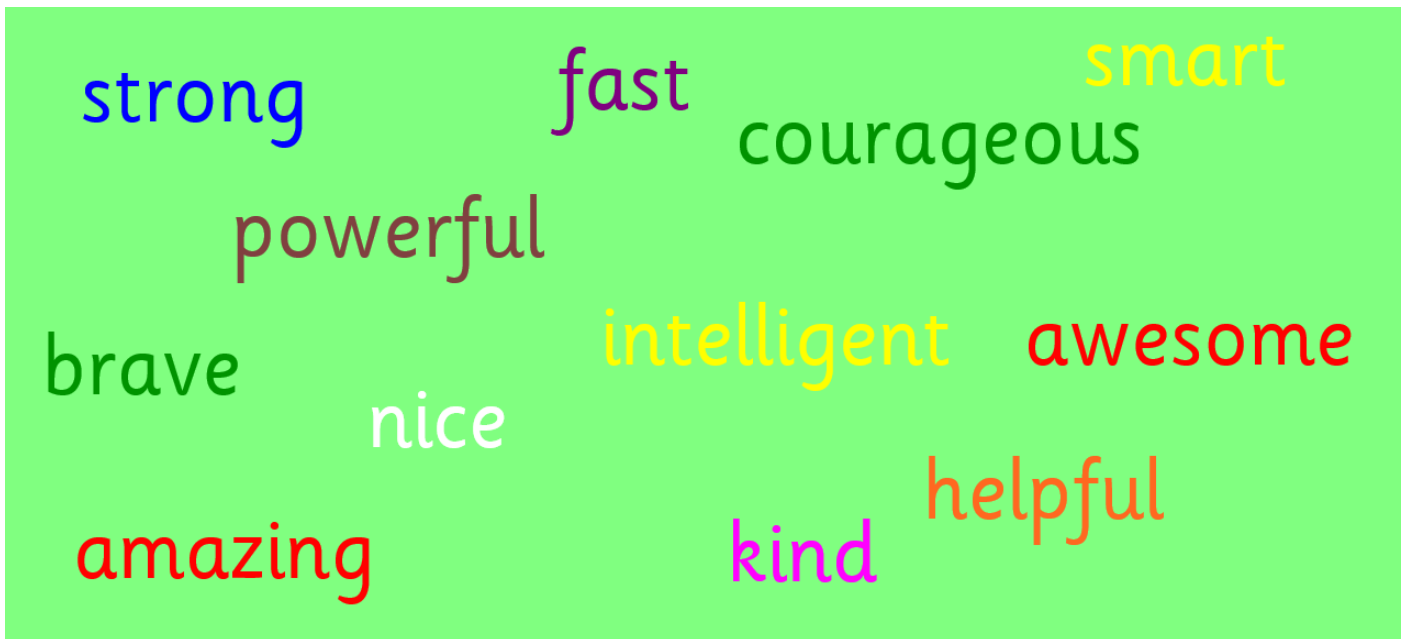 strong
fast
smart
courageous
powerful
brave
intelligent
awesome
nice
helpful
amazing
kind